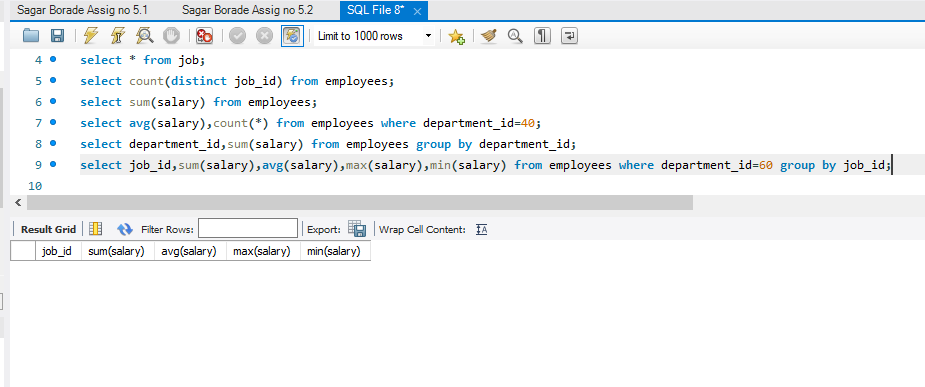 Sagar Borade Assig no 5.1 Sagar Borade Assig no 5.2 SQL File 8* ×
Limit to 1000 rows
4 select * from job;
5 select count(distinct job_id) from employees;
6 select sum(salary) from employees;
7 select avg(salary),count(*) from employees where department_id=40;
8 select department_id,sum(salary) from employees group by department_id;
9 select job_id,sum(salary),avg(salary),max(salary),min(salary) from employees where department_id=60 group by job_id;
10
Result Grid Filter Rows: Export: Wrap Cell Content: IA
job_id sum(salary) avg(salary) max(salary) min(salary)